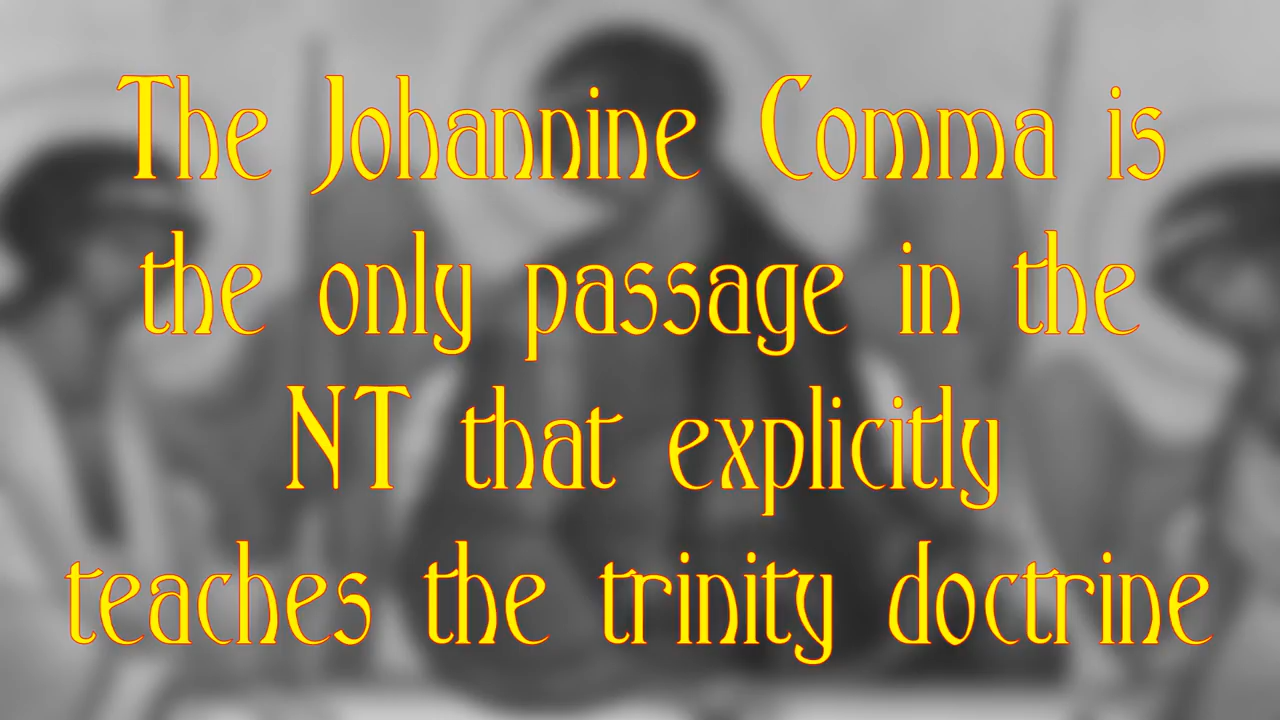 The Johannine Comma is
the only passage in the
NT that explicitly
teaches the trinity doctrine